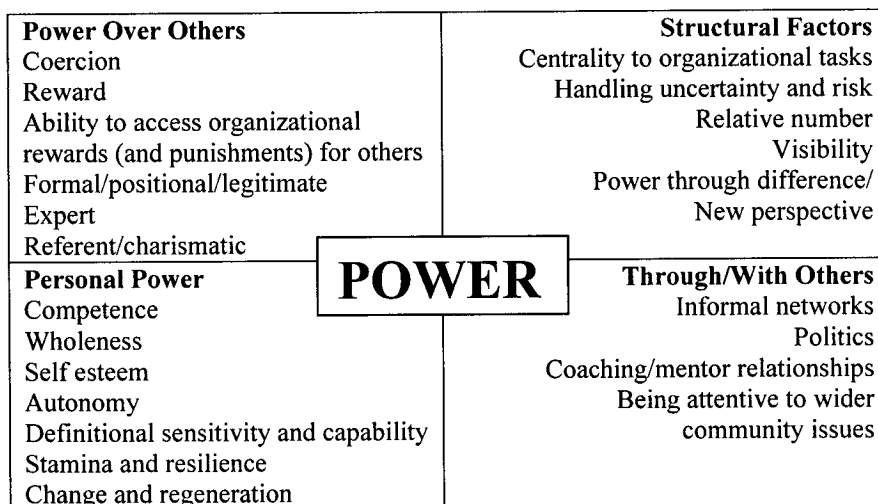 Power Over Others
Coercion
Reward
Ability to access organizational
rewards (and punishments) for others
Formal/positional/legitimate
Expert
Referent/charismatic
Structural Factors
Centrality to organizational tasks
Handling uncertainty and risk
Relative number
Visibility
Power through difference/
New perspective
POWER
Personal Power
Competence
Wholeness
Self esteem
Autonomy
Definitional sensitivity and capability
Stamina and resilience
Change and regeneration
Through/With Others
Informal networks
Politics
Coaching/mentor relationships
Being attentive to wider
community issues